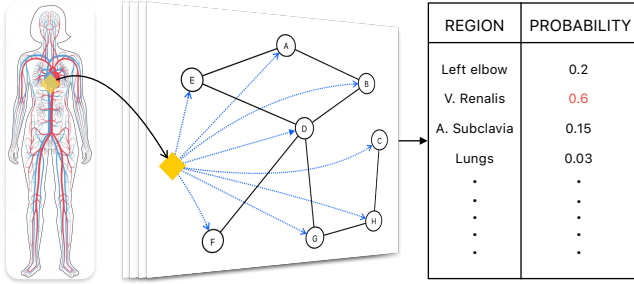 A
E
B
D
C
F
G
H
REGION PROBABILITY
Left elbow 0.2
V. Renalis 0.6
A. Subclavia 0.15
Lungs 0.03